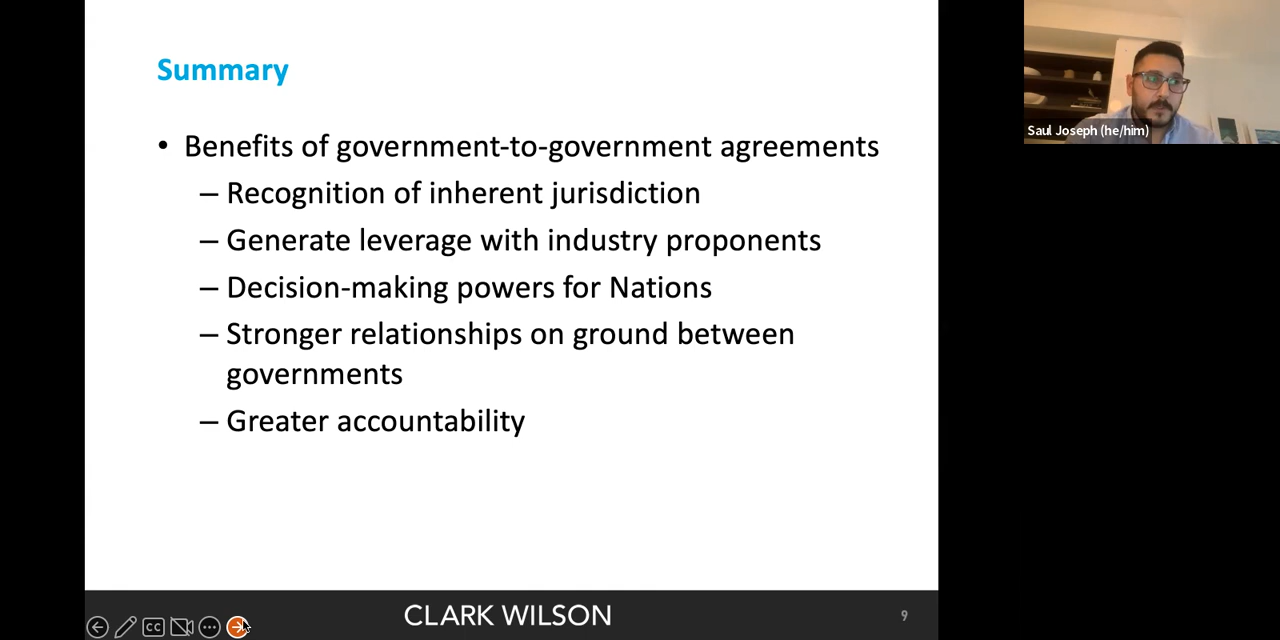 Summary
• Benefits of government-to-government agreements
– Recognition of inherent jurisdiction
– Generate leverage with industry proponents
– Decision-making powers for Nations
– Stronger relationships on ground between
governments
– Greater accountability
CLARK WILSON
9
CC
Saul Joseph (he/him)